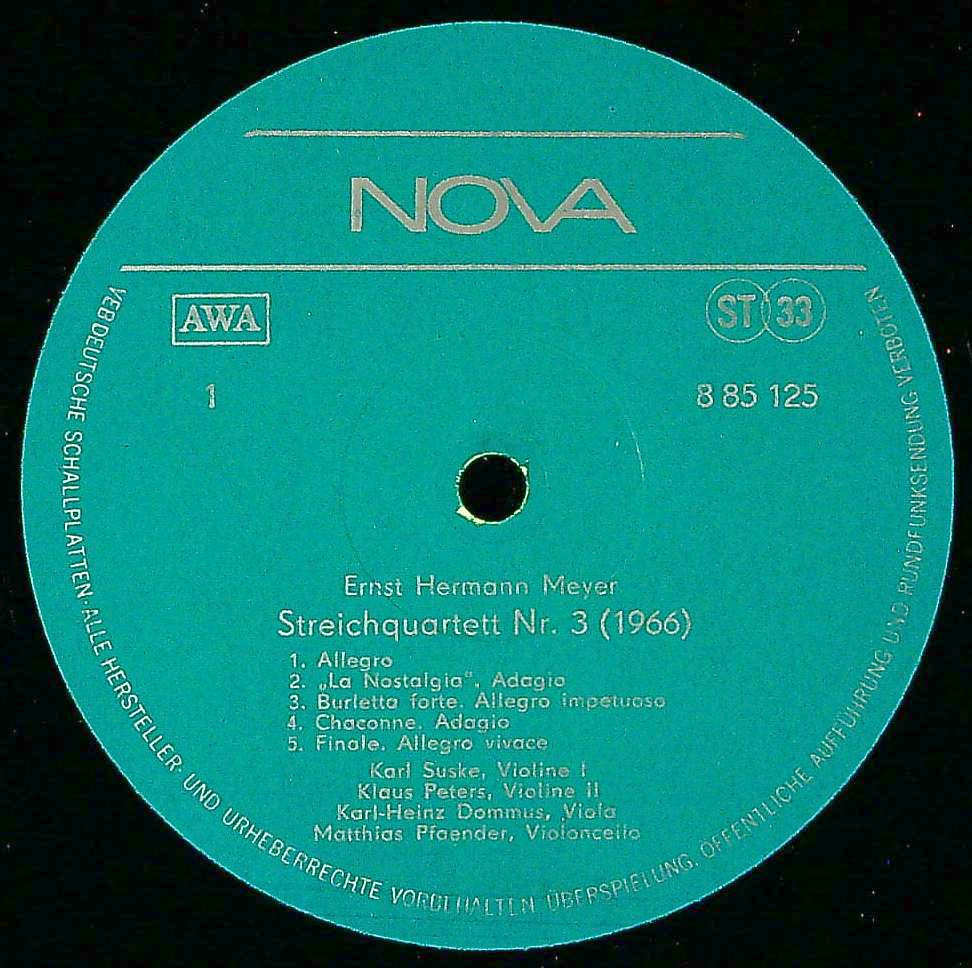 NOVA
AWA
ST 33
1
8 85 125
Ernst Hermann Meyer
Streichquartett Nr. 3 (1966)
1. Allegro
2. „La Nostalgia“. Adagio
3. Burletta forte. Allegro impetuoso
4. Chaconne. Adagio
5. Finale. Allegro vivace
Karl Suske, Violine I
Klaus Peters, Violine II
Karl-Heinz Dommus, Viola
Matthias Pfaender, Violoncello
VEB DEUTSCHE SCHALLPLATTEN · ALLE HERSTELLER- UND URHEBERRECHTE VORBEHALTEN ÜBERSPIELUNG, ÖFFENTLICHE AUFFÜHRUNG UND RUNDFUNKSENDUNG VERBOTEN